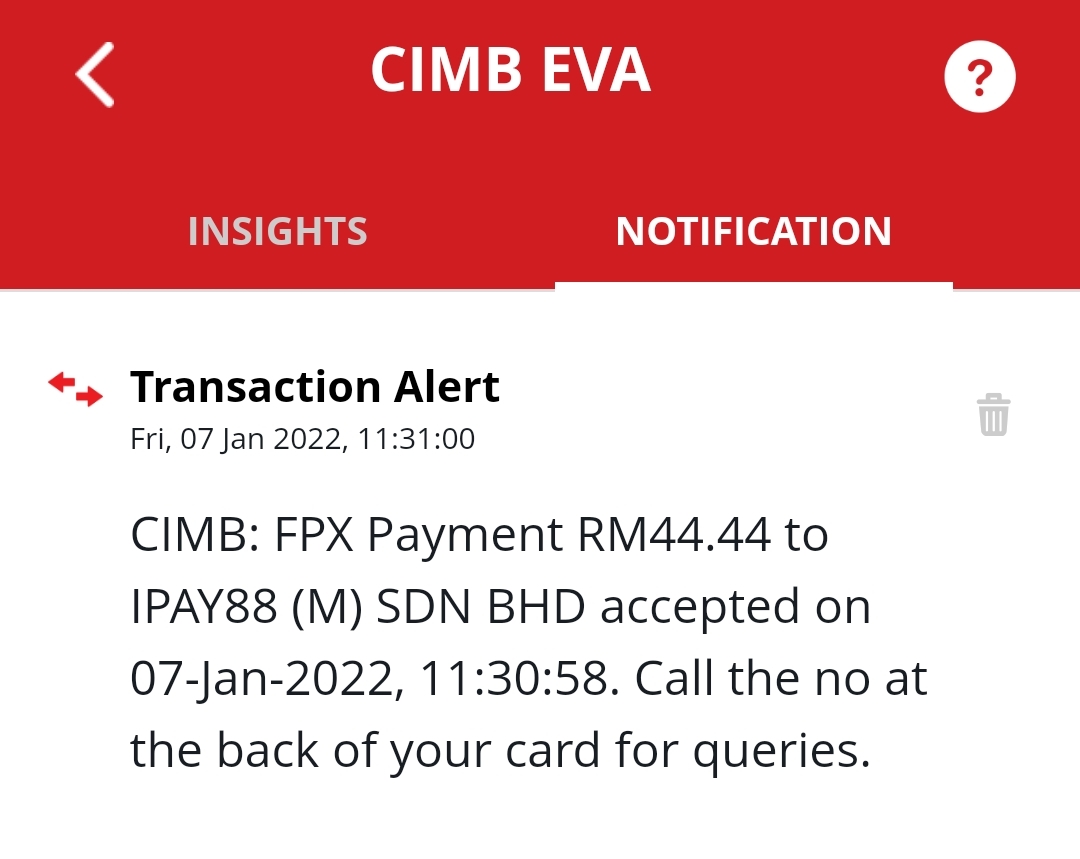 CIMB EVA
?
INSIGHTS
NOTIFICATION
Transaction Alert
Fri, 07 Jan 2022, 11:31:00
CIMB: FPX Payment RM44.44 to
IPAY88 (M) SDN BHD accepted on
07-Jan-2022, 11:30:58. Call the no at
the back of your card for queries.